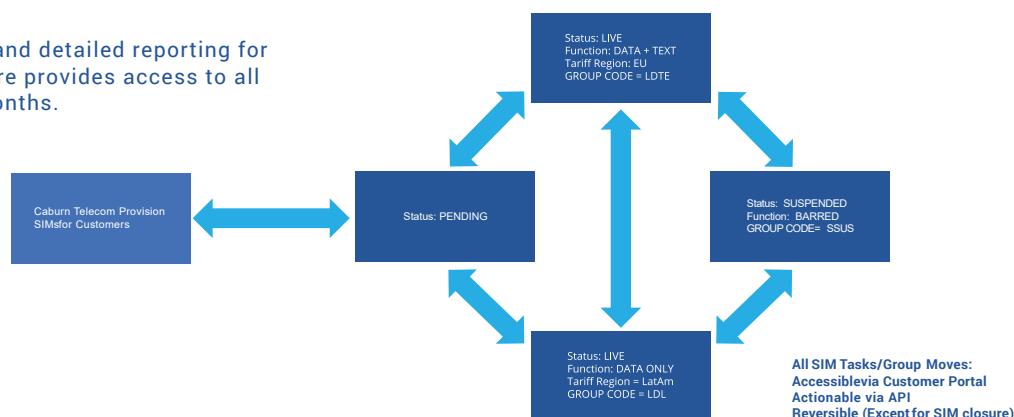 and detailed reporting for
re provides access to all
onths.
Status: LIVE
Function: DATA + TEXT
Tariff Region: EU
GROUP CODE = LDTE
Caburn Telecom Provision
SIMsfor Customers
Status: PENDING
Status: SUSPENDED
Function: BARRED
GROUP CODE= SSUS
Status: LIVE
Function: DATA ONLY
Tariff Region = LatAm
GROUP CODE = LDL
All SIM Tasks/Group Moves:
Accessiblevia Customer Portal
Actionable via API
Reversible (Except for SIM closure)